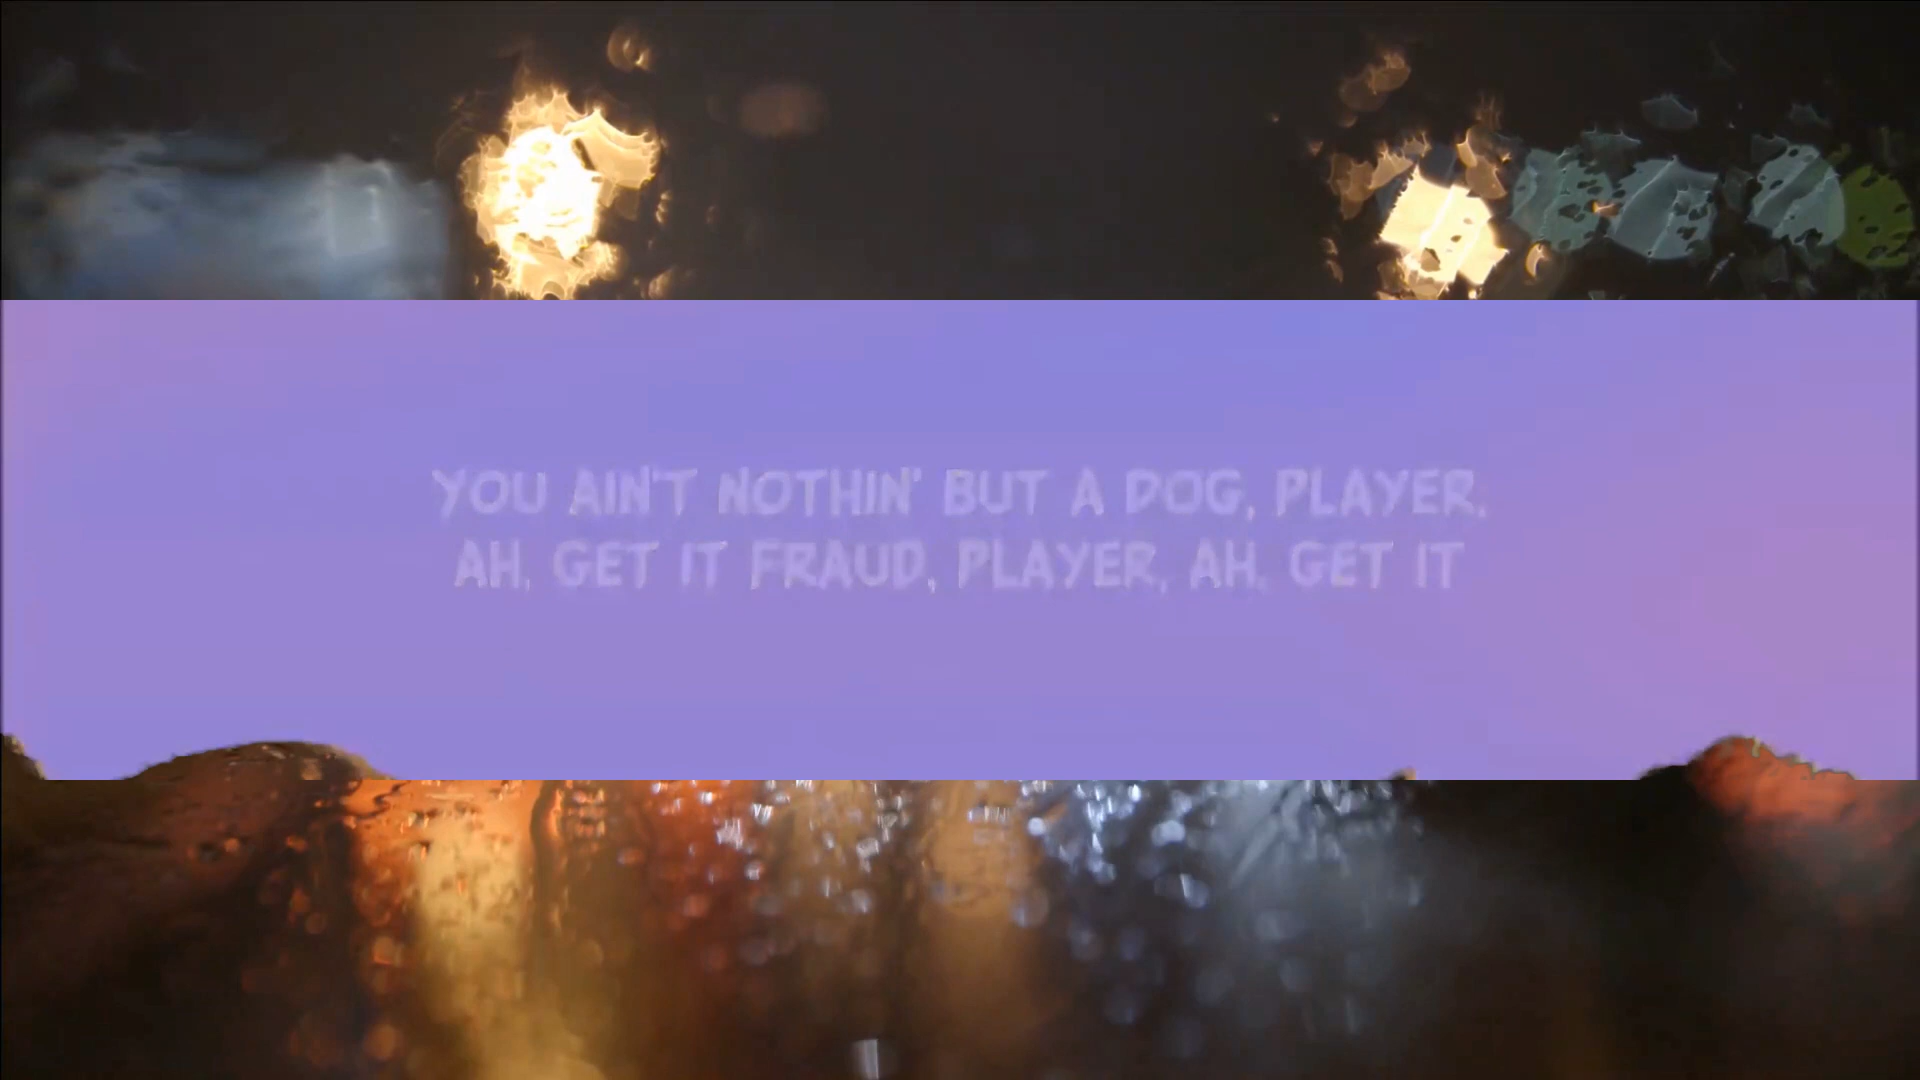 YOU AIN'T NOTHIN' BUT A DOG, PLAYER,
AH, GET IT FRAUD, PLAYER, AH, GET IT